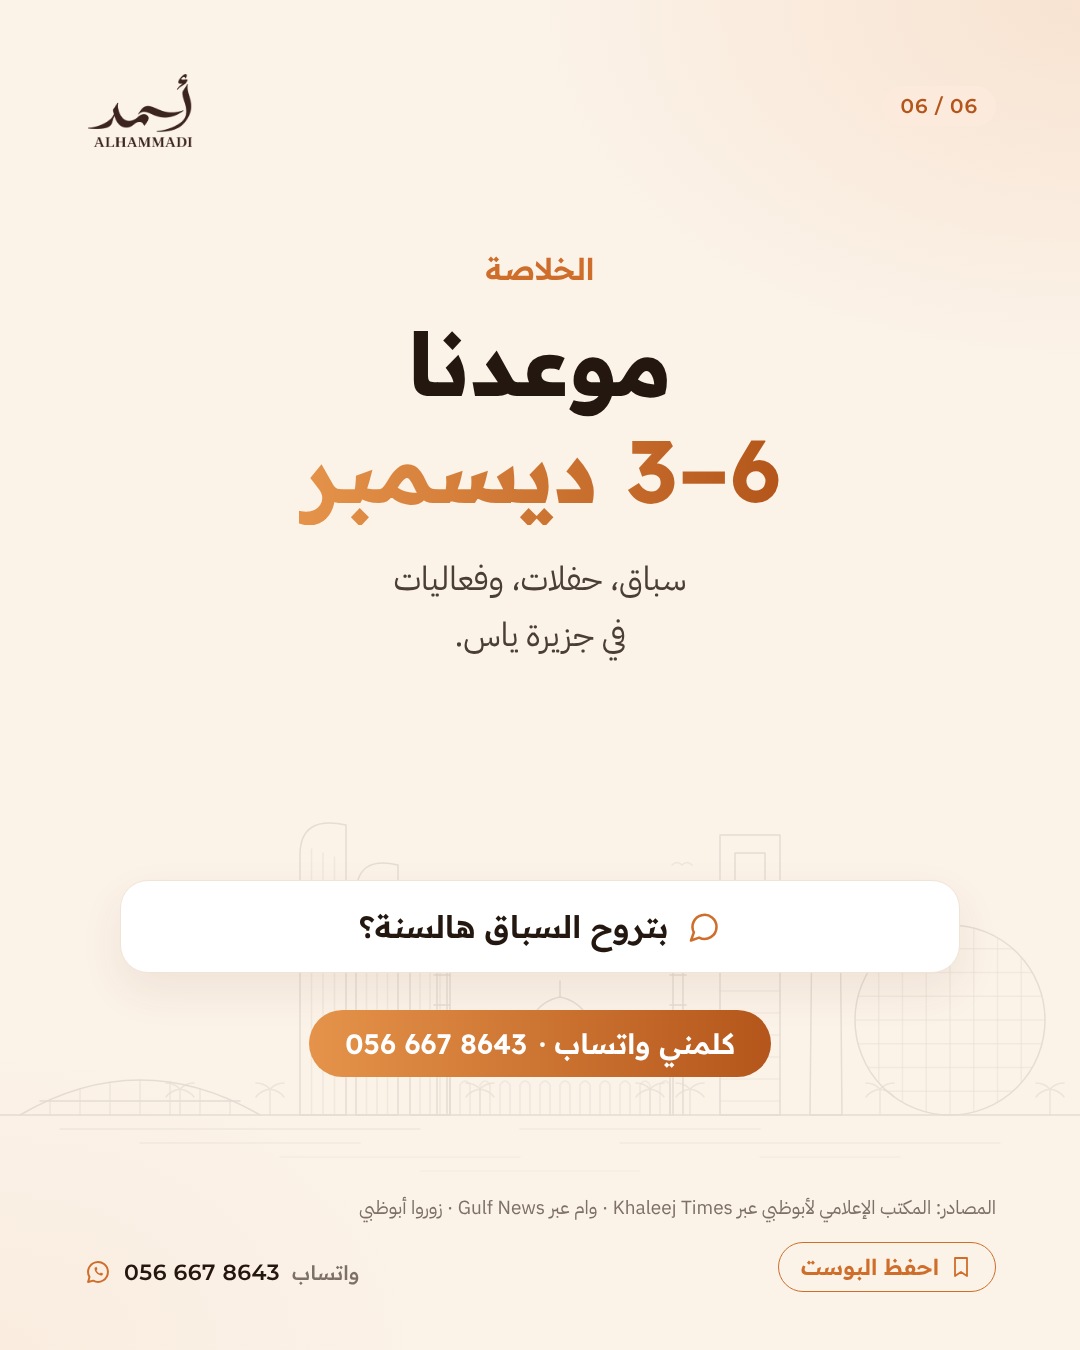 أحمد
ALHAMMADI
06 / 06
الخلاصة
موعدنا
3–6 ديسمبر
سباق، حفلات، وفعاليات
في جزيرة ياس.
بتروح السباق هالسنة؟
كلمني واتساب · 056 667 8643
المصادر: المكتب الإعلامي لأبوظبي عبر Khaleej Times · وام عبر Gulf News · زوروا أبوظبي
احفظ البوست
واتساب 056 667 8643